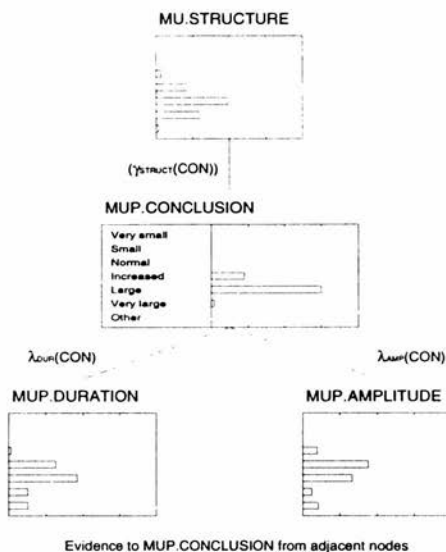 MU.STRUCTURE
(γSTRUCT(CON))
MUP.CONCLUSION
Very small
Small
Normal
Increased
Large
Very large
Other
λDUR(CON)
λAMP(CON)
MUP.DURATION
MUP.AMPLITUDE
Evidence to MUP.CONCLUSION from adjacent nodes